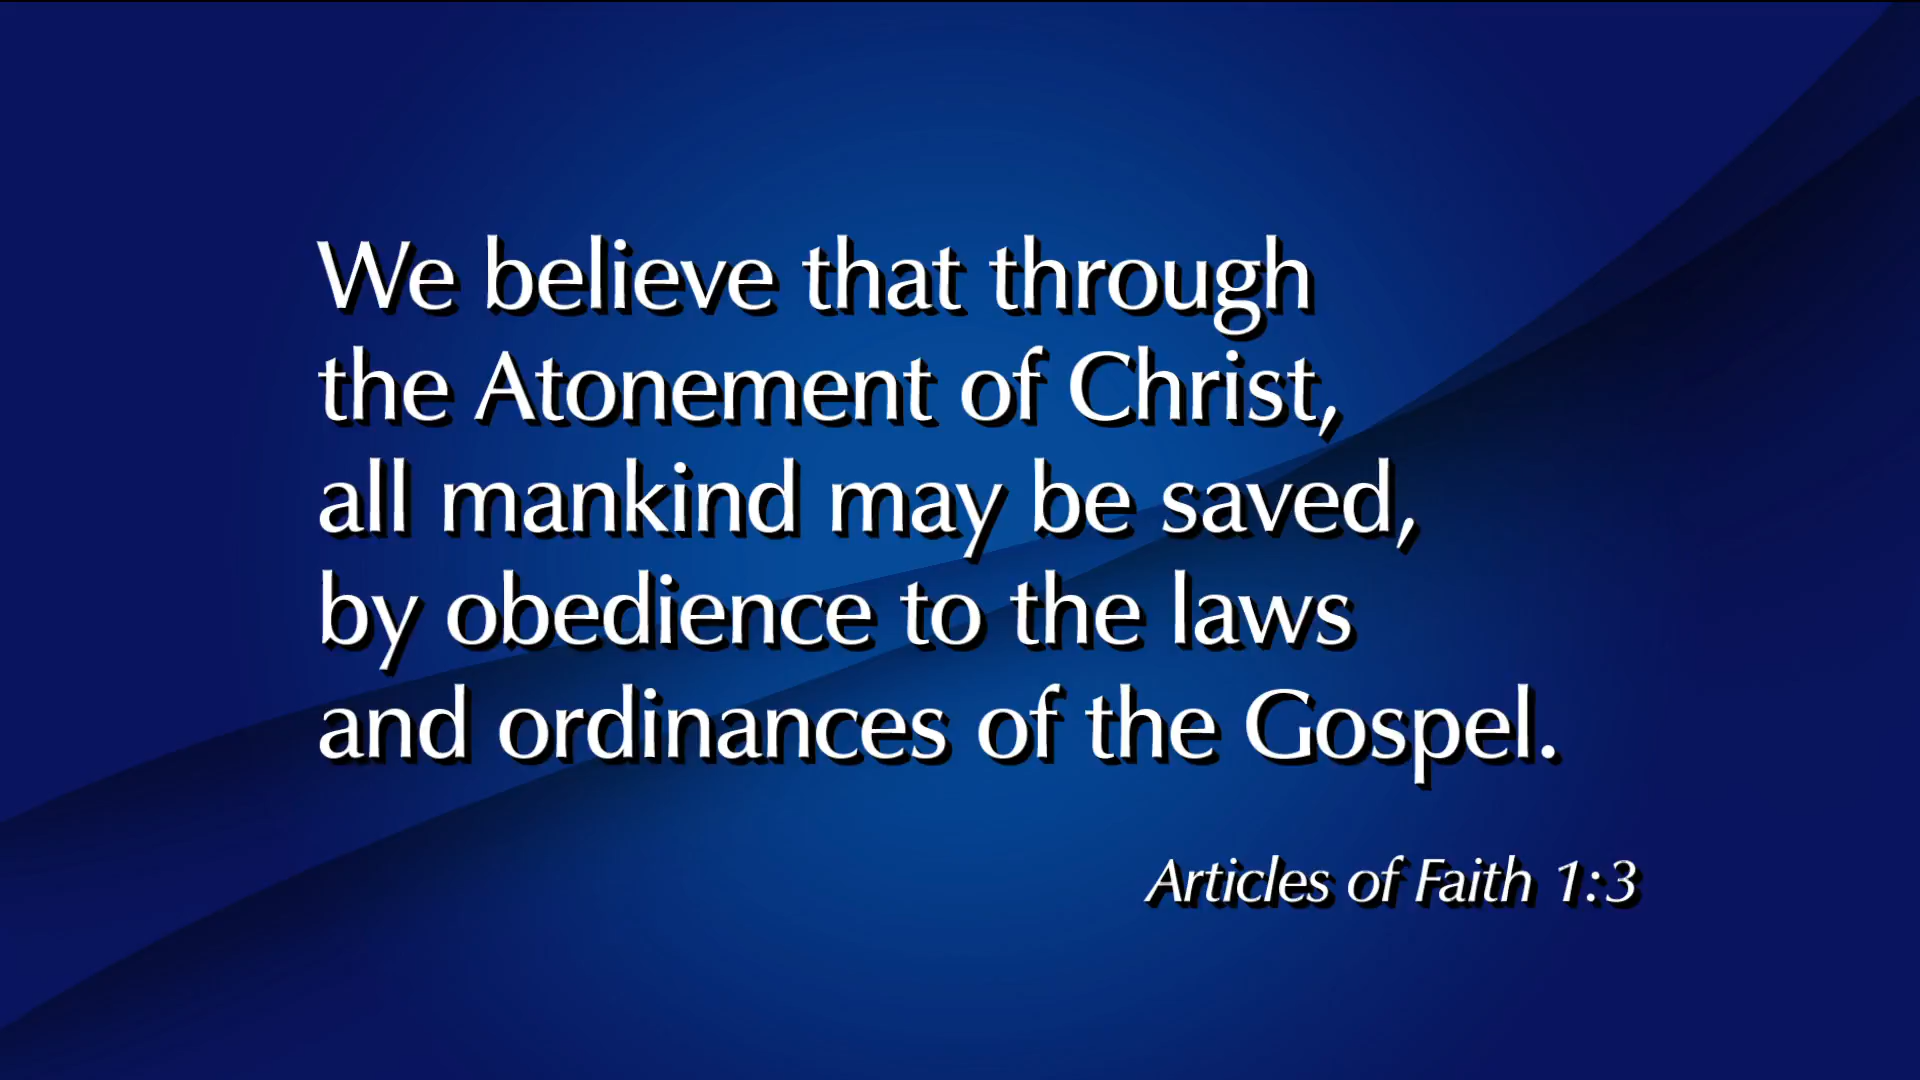 We believe that through
the Atonement of Christ,
all mankind may be saved,
by obedience to the laws
and ordinances of the Gospel.
Articles of Faith 1:3